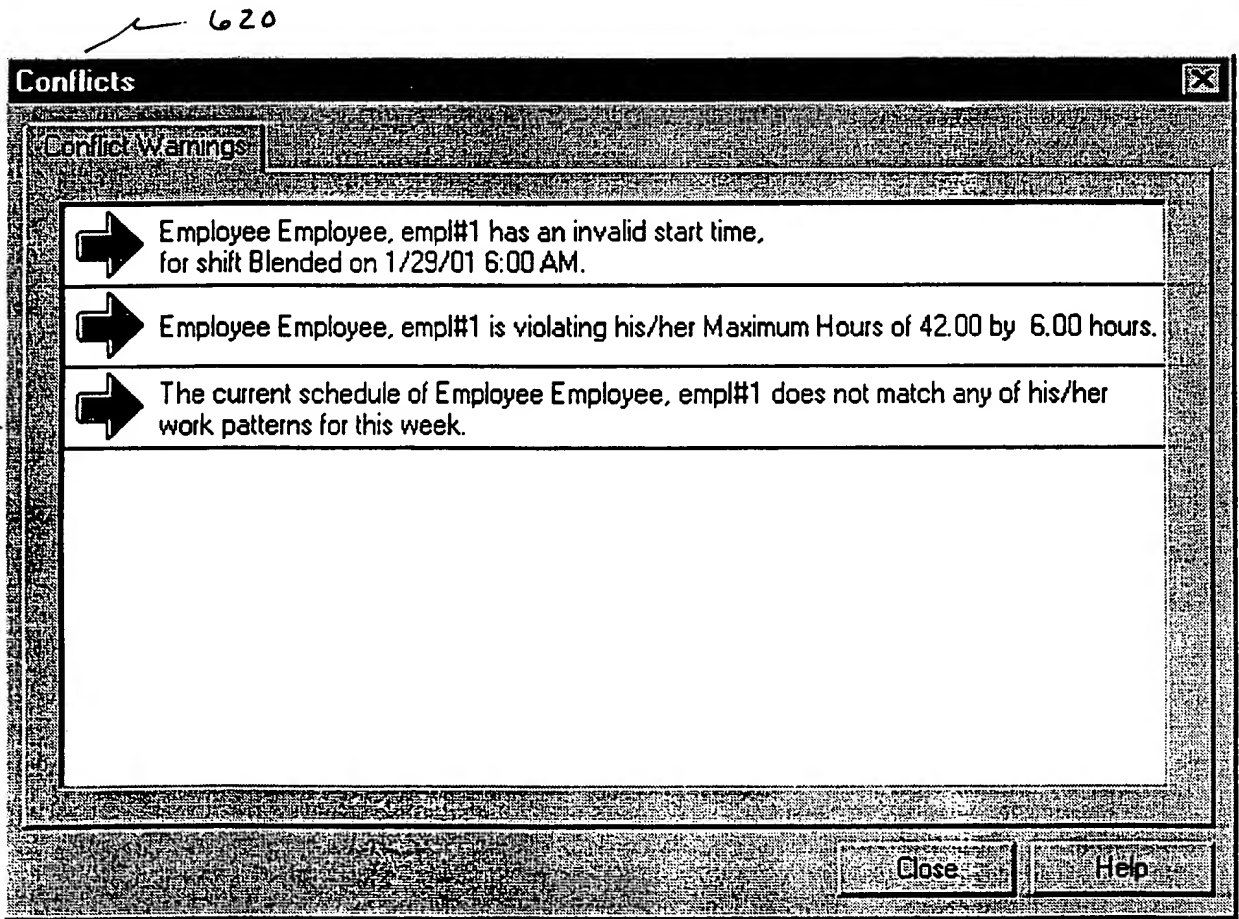 620
Conflicts
Conflict Warnings
Employee Employee, empl#1 has an invalid start time,
for shift Blended on 1/29/01 6:00 AM.
Employee Employee, empl#1 is violating his/her Maximum Hours of 42.00 by 6.00 hours.
The current schedule of Employee Employee, empl#1 does not match any of his/her
work patterns for this week.
Close
Help